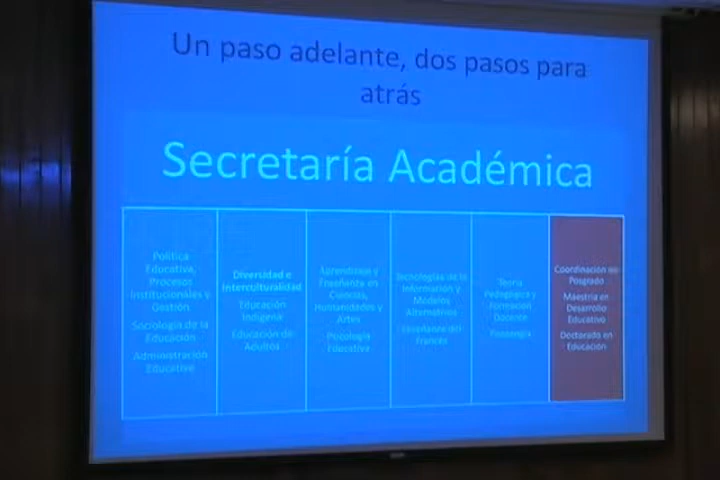 Un paso adelante, dos pasos para
atrás
Secretaría Académica
Política
Educativa,
Procesos
Institucionales y
Gestión
Sociología de la
Educación
Administración
Educativa
Diversidad e
Interculturalidad
Educación
Indígena
Educación de
Adultos
Aprendizaje y
Enseñanza en
Ciencias,
Humanidades y
Artes
Psicología
Educativa
Tecnologías de la
Información y
Modelos
Alternativos
Enseñanza del
Francés
Teoría
Pedagógica y
Formación
Docente
Pedagogía
Coordinación de
Posgrado
Maestría en
Desarrollo
Educativo
Doctorado en
Educación